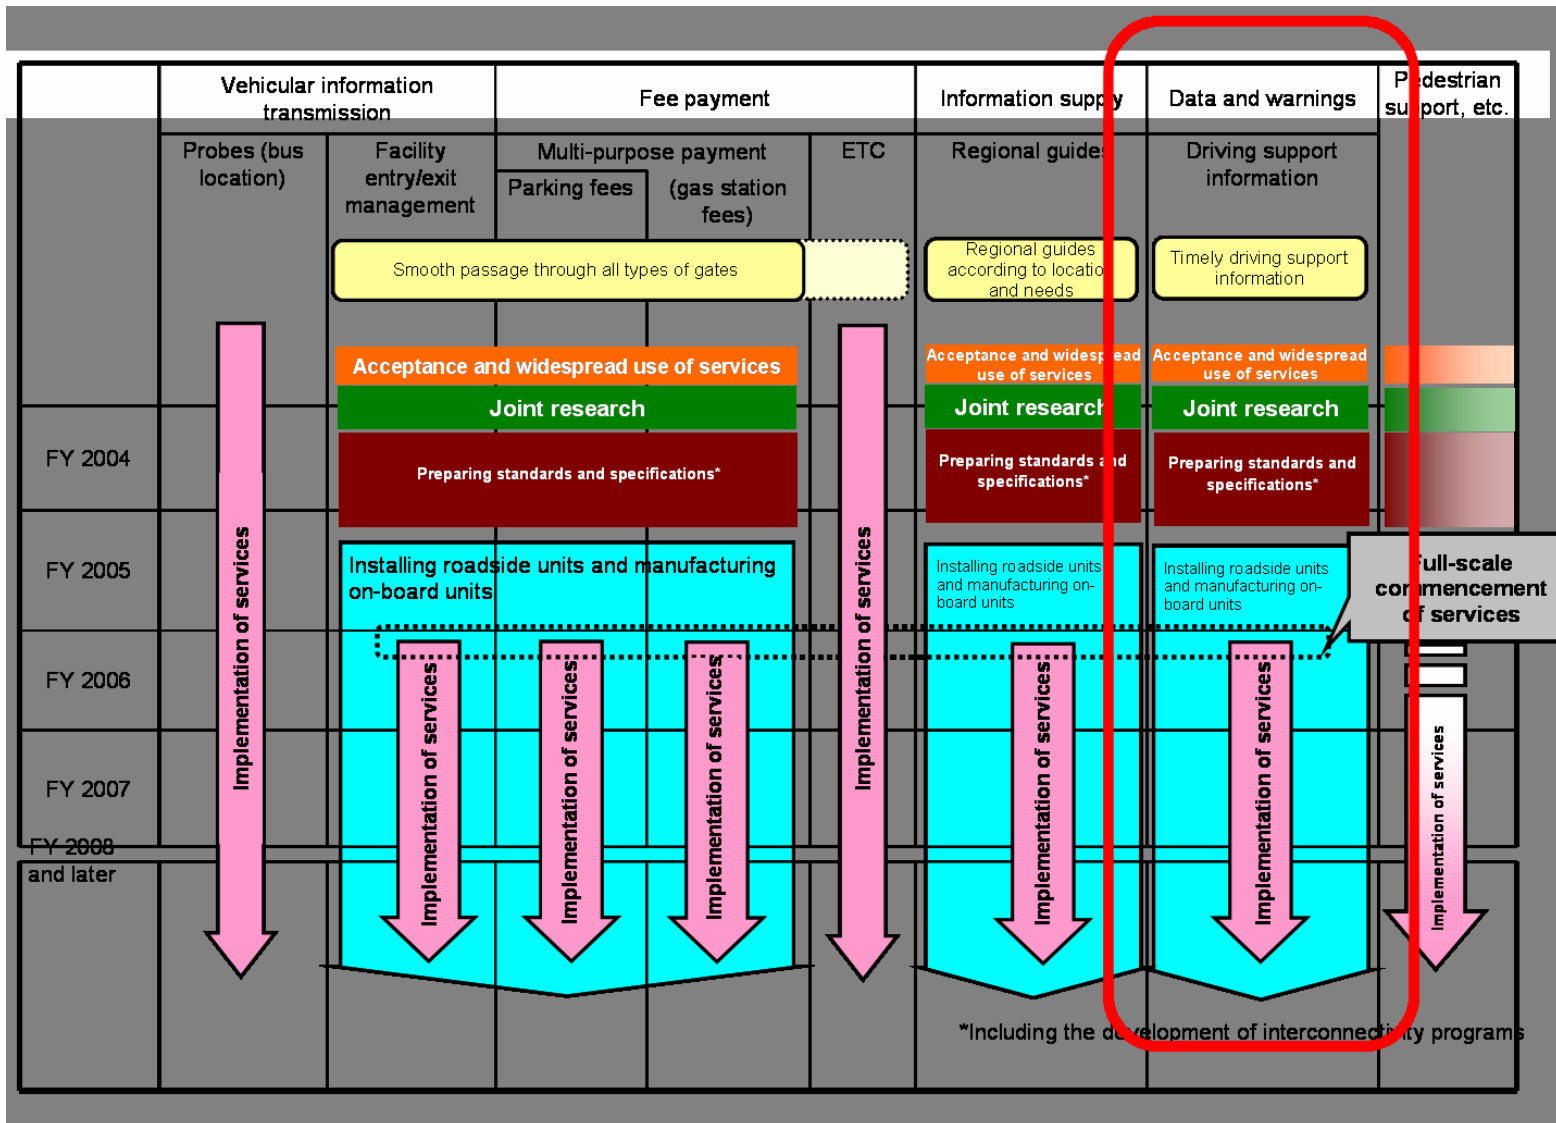 Vehicular information
transmission
Fee payment
Information supply
Data and warnings
Pedestrian
support, etc.
Probes (bus
location)
Facility
entry/exit
management
Multi-purpose payment
Parking fees
(gas station
fees)
ETC
Regional guides
Driving support
information
Smooth passage through all types of gates
Regional guides
according to location
and needs
Timely driving support
information
Acceptance and widespread use of services
Acceptance and widespread
use of services
Acceptance and widespread
use of services
Joint research
Joint research
Joint research
FY 2004
Preparing standards and specifications*
Preparing standards and
specifications*
Preparing standards and
specifications*
FY 2005
Installing roadside units and manufacturing
on-board units
Installing roadside units
and manufacturing on-
board units
Installing roadside units
and manufacturing on-
board units
Full-scale
commencement
of services
FY 2006
Implementation of services
Implementation of services
Implementation of services
Implementation of services
Implementation of services
Implementation of services
Implementation of services
Implementation of services
FY 2007
FY 2008
and later
*Including the development of interconnectivity programs